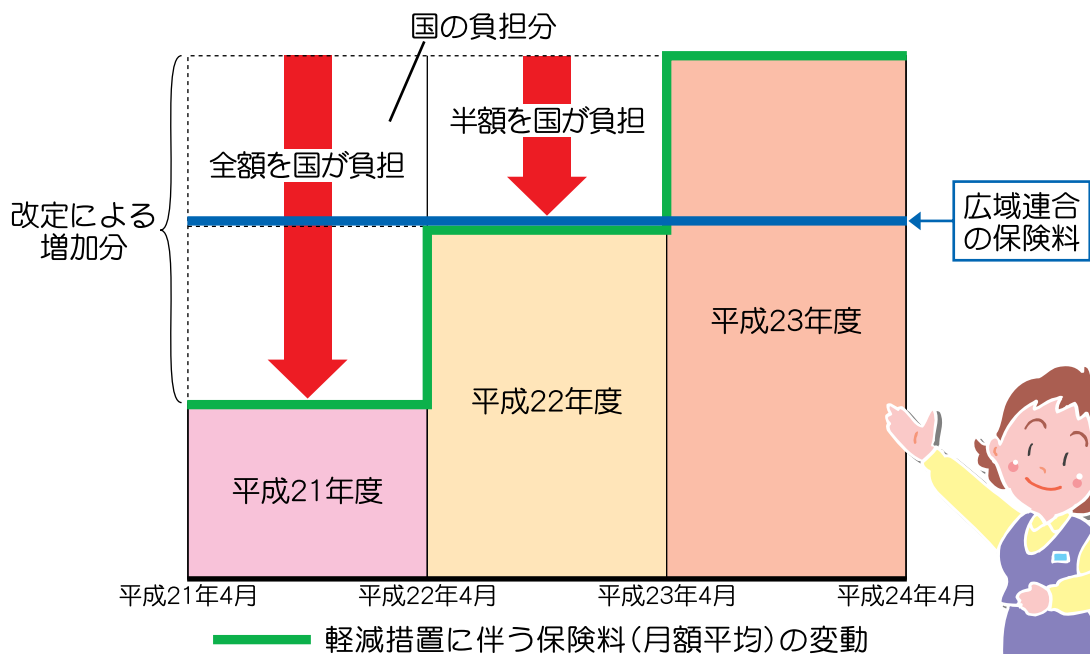 国の負担分
半額を国が負担
全額を国が負担
改定による
増加分
広域連合
の保険料
平成23年度
平成22年度
平成21年度
平成21年4月
平成22年4月
平成23年4月
平成24年4月
軽減措置に伴う保険料(月額平均)の変動